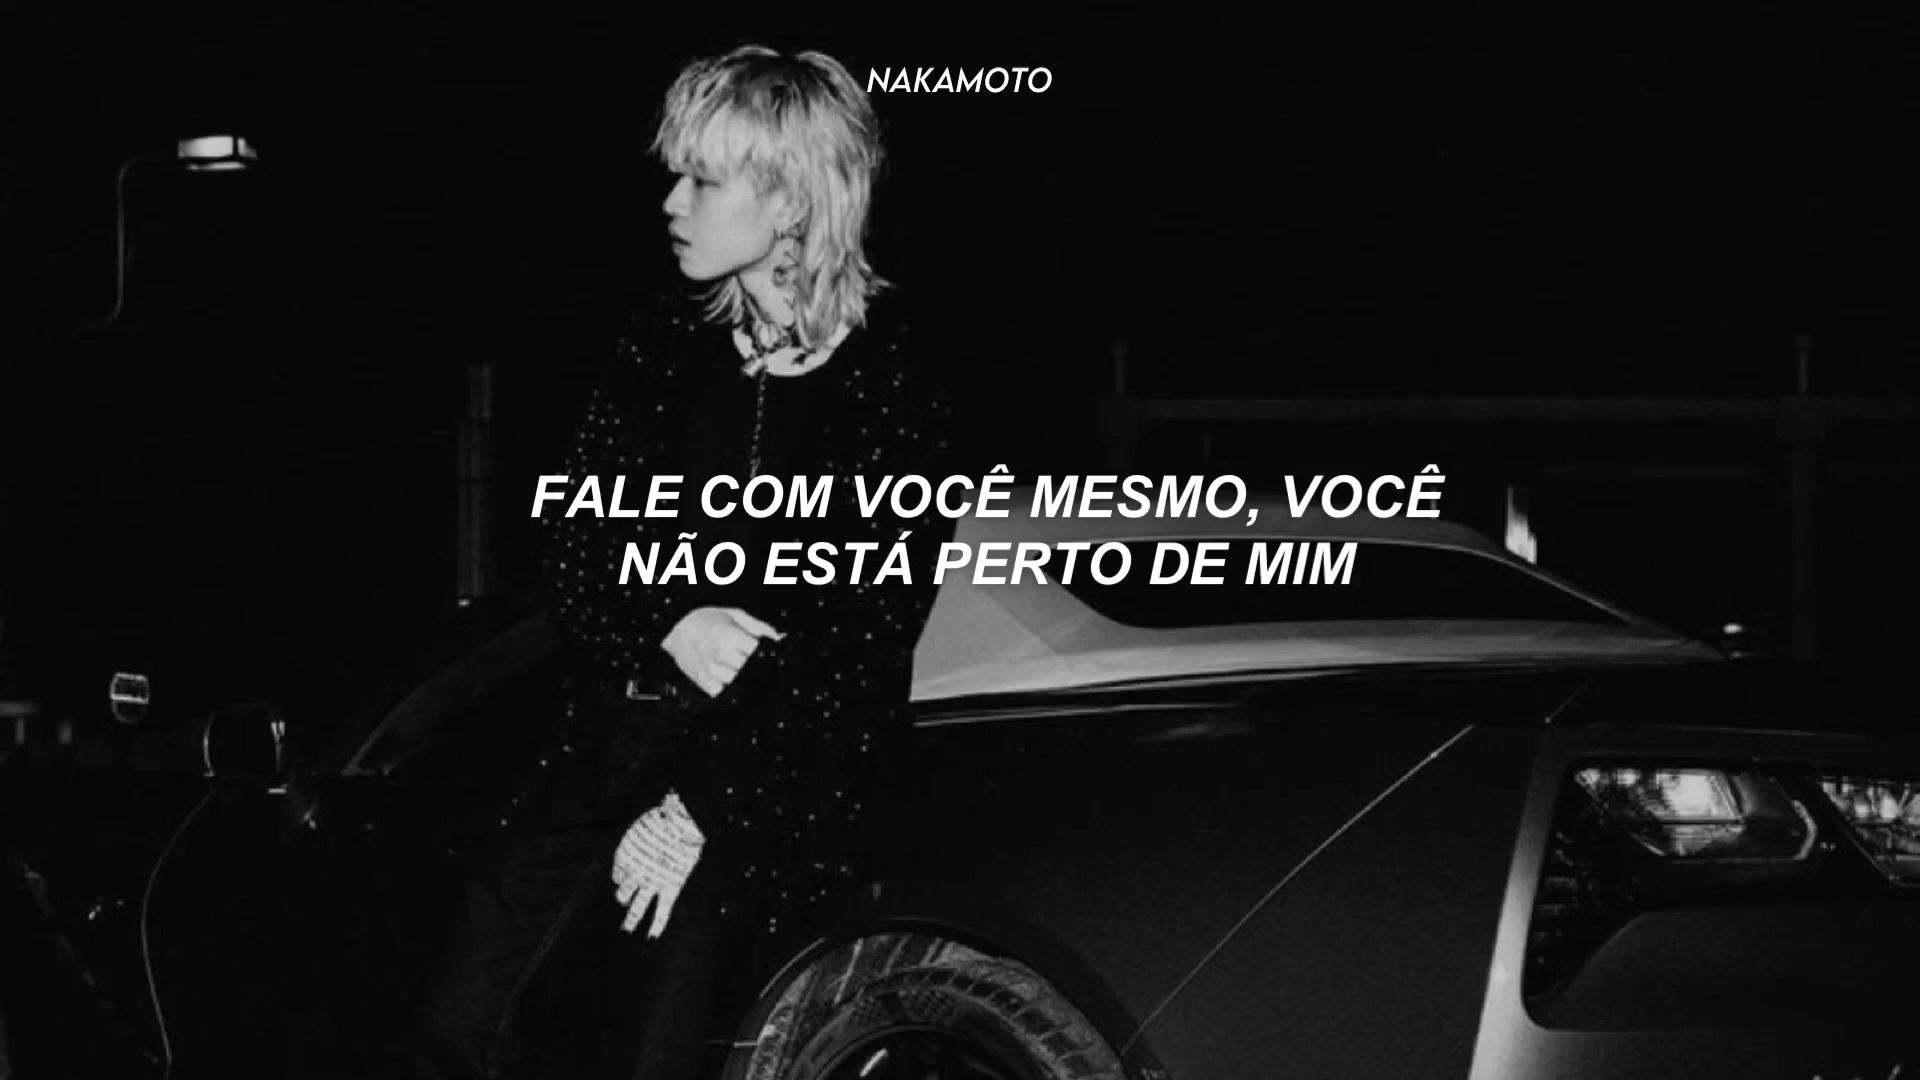 NAKAMOTO
FALE COM VOCÊ MESMO, VOCÊ
NÃO ESTÁ PERTO DE MIM